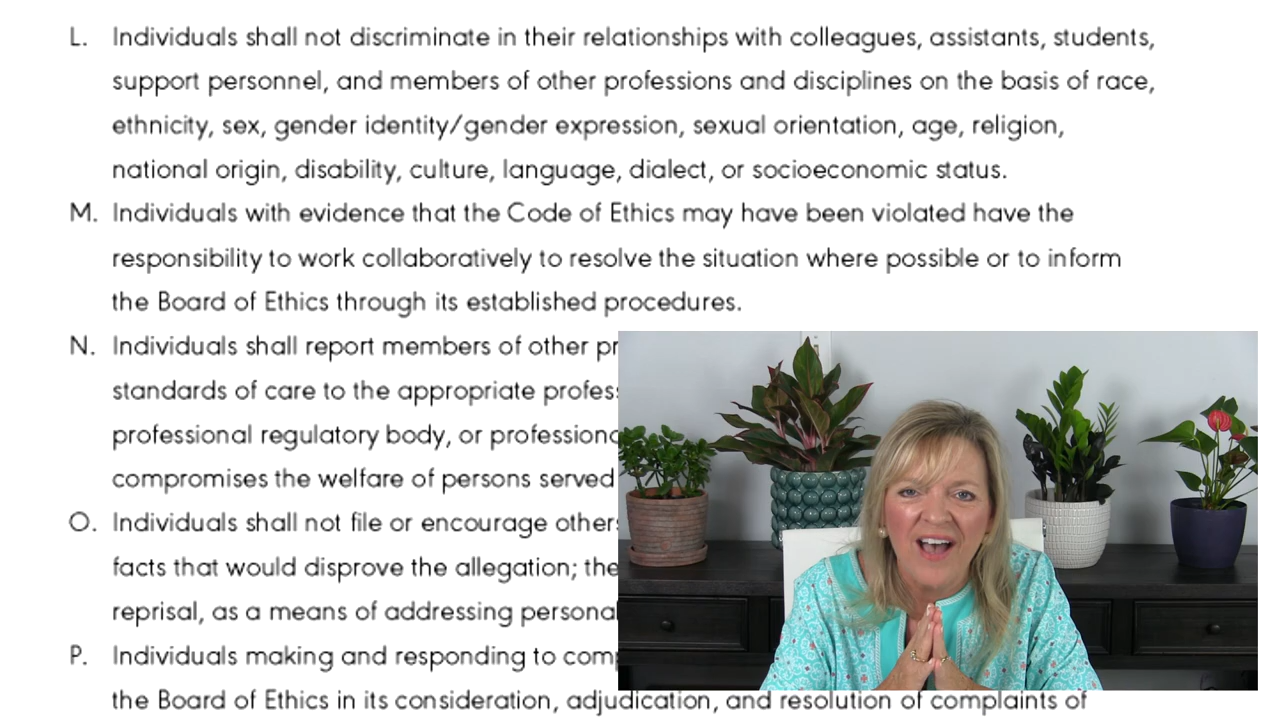 L. Individuals shall not discriminate in their relationships with colleagues, assistants, students,
support personnel, and members of other professions and disciplines on the basis of race,
ethnicity, sex, gender identity/gender expression, sexual orientation, age, religion,
national origin, disability, culture, language, dialect, or socioeconomic status.
M. Individuals with evidence that the Code of Ethics may have been violated have the
responsibility to work collaboratively to resolve the situation where possible or to inform
the Board of Ethics through its established procedures.
N. Individuals shall report members of other
standards of care to the appropriate
professional regulatory body, or
compromises the welfare of persons served
O. Individuals shall not file or encourage
facts that would disprove the allegation;
reprisal, as a means of addressing
P. Individuals making and responding to
the Board of Ethics in its consideration, adjudication, and resolution of complaints of